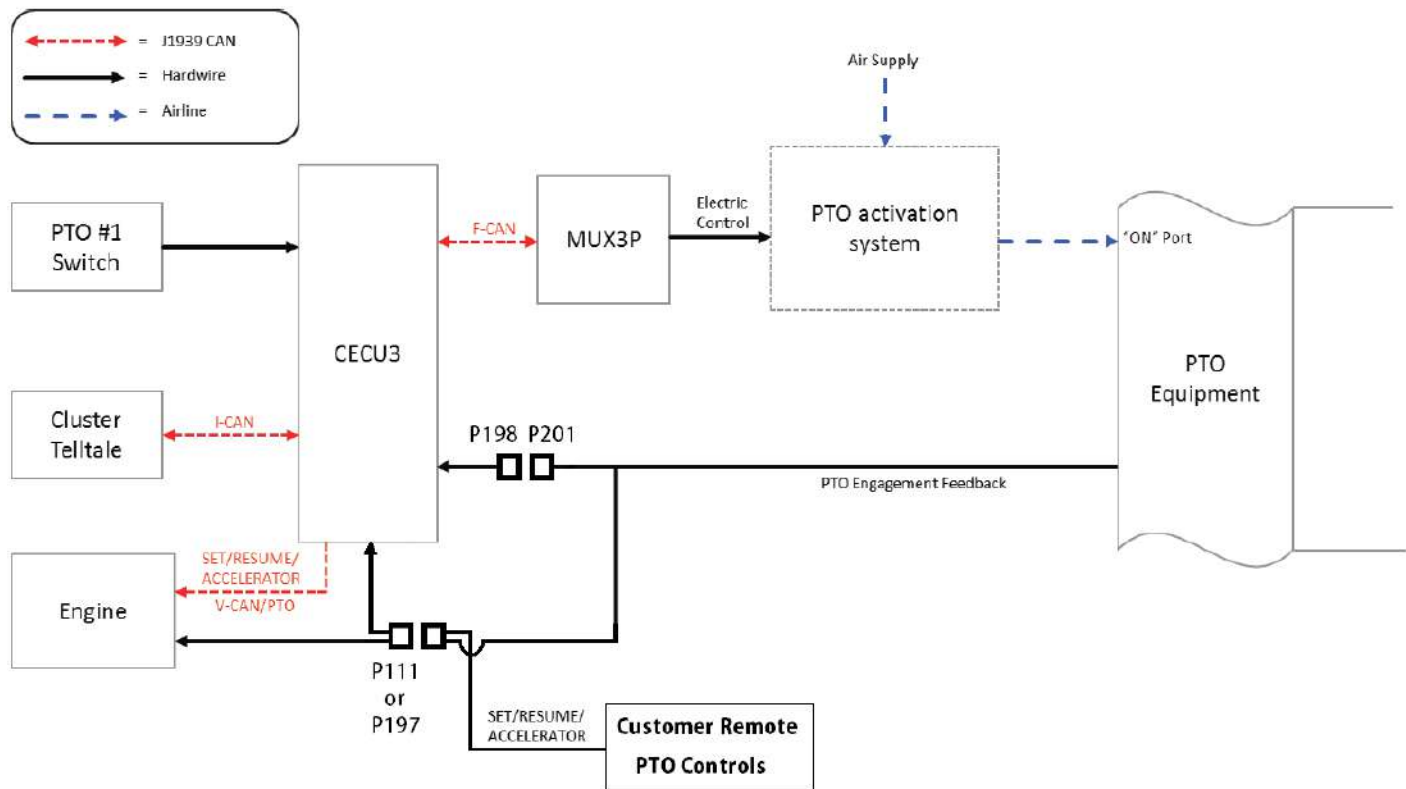 = J1939 CAN
= Hardwire
= Airline
Air Supply
PTO #1
Switch
CECU3
F-CAN
MUX3P
Electric
Control
PTO activation
system
"ON" Port
PTO
Equipment
Cluster
Telltale
I-CAN
P198 P201
PTO Engagement Feedback
Engine
SET/RESUME/
ACCELERATOR
V-CAN/PTO
P111
or
P197
SET/RESUME/
ACCELERATOR
Customer Remote
PTO Controls